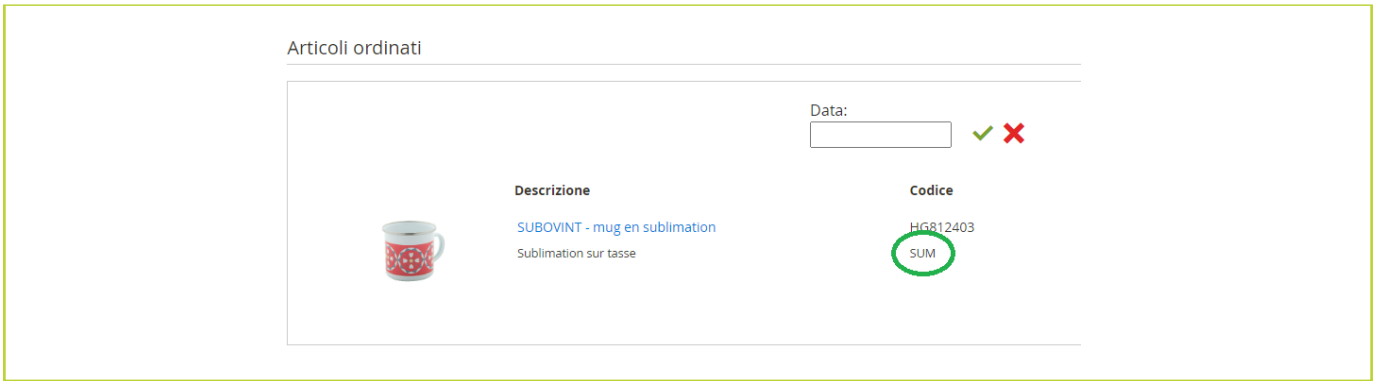 Articoli ordinati
Data:
Descrizione Codice
SUBOVINT - mug en sublimation HG812403
Sublimation sur tasse SUM